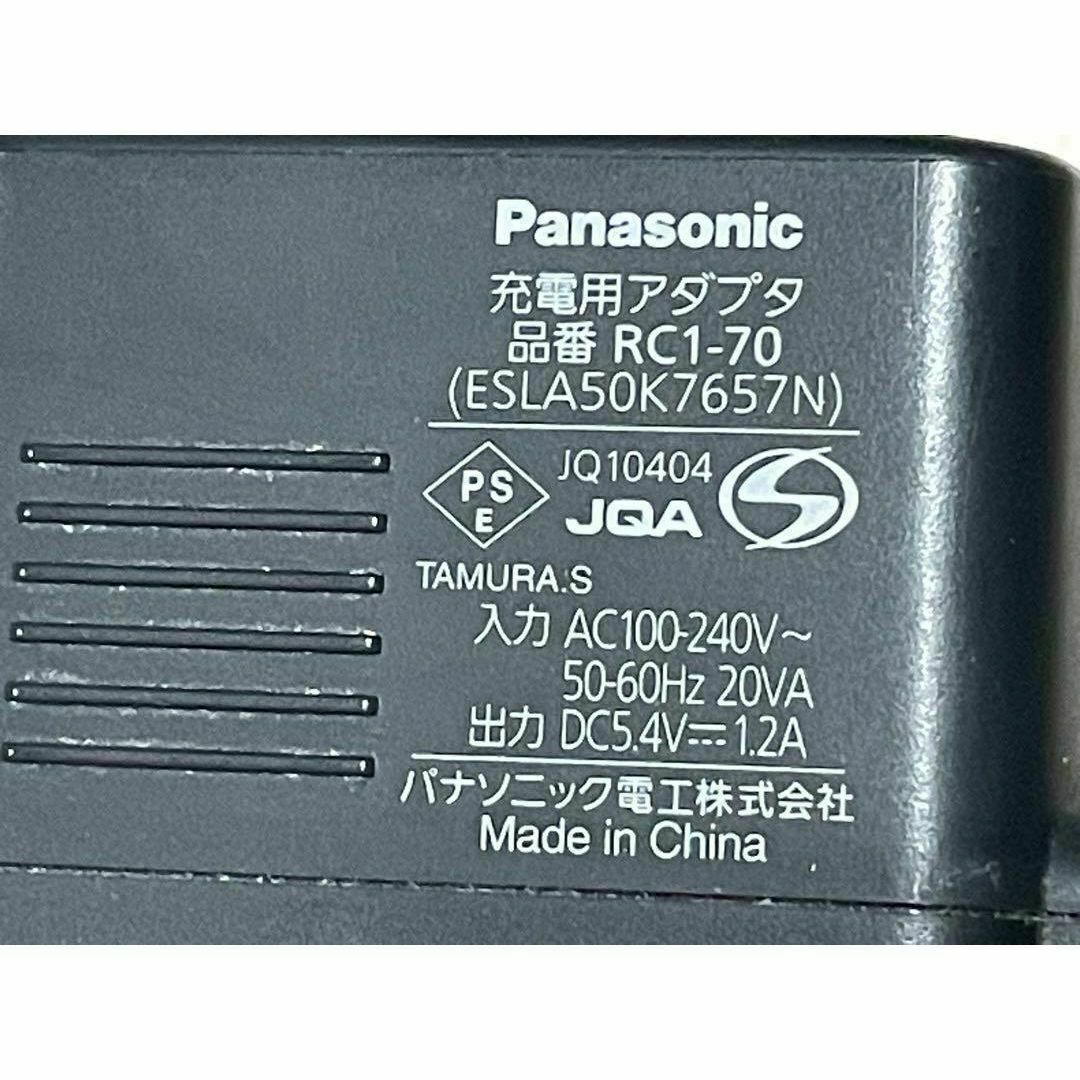 Panasonic
充電用アダプタ
品番 RC1-70
(ESLA50K7657N)
PS
E
JQ10404
JQA
TAMURA.S
入力 AC100-240V～
50-60Hz 20VA
出力 DC5.4V⎓1.2A
パナソニック電工株式会社
Made in China